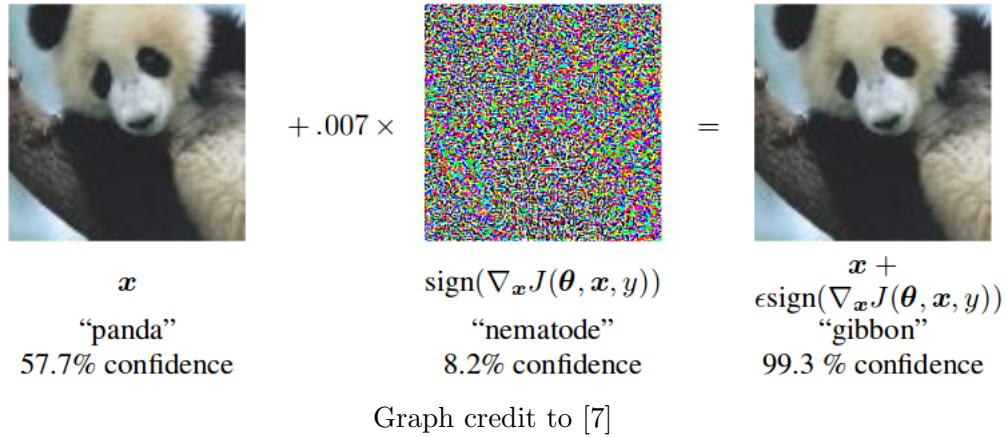 + .007 ×
=
x
sign(∇ₓJ(θ, x, y))
x +
ϵsign(∇ₓJ(θ, x, y))
“panda”
“nematode”
“gibbon”
57.7% confidence
8.2% confidence
99.3 % confidence
Graph credit to [7]